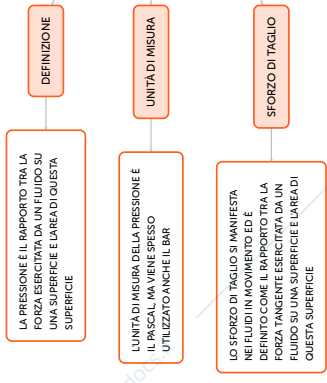 DEFINIZIONE
LA PRESSIONE È IL RAPPORTO TRA LA
FORZA ESERCITATA DA UN FLUIDO SU
UNA SUPERFICIE E L'AREA DI QUESTA
SUPERFICIE
UNITÀ DI MISURA
L'UNITÀ DI MISURA DELLA PRESSIONE È
IL PASCAL, MA VIENE SPESSO
UTILIZZATO ANCHE IL BAR
SFORZO DI TAGLIO
LO SFORZO DI TAGLIO SI MANIFESTA
NEI FLUIDI IN MOVIMENTO ED È
DEFINITO COME IL RAPPORTO TRA LA
FORZA TANGENTE ESERCITATA DA UN
FLUIDO SU UNA SUPERFICIE E L'AREA DI
QUESTA SUPERFICIE